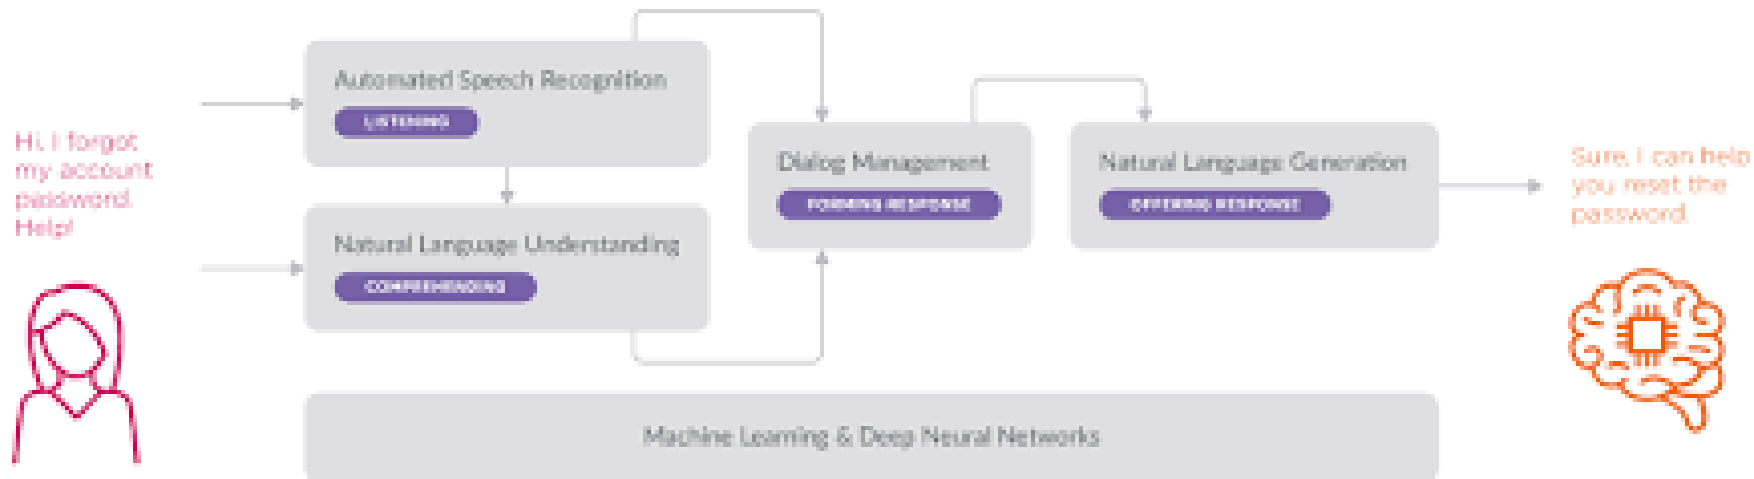 Hi, I forgot
my account
password.
Help!
Automated Speech Recognition
LISTENING
Natural Language Understanding
COMPREHENDING
Dialog Management
FORMING RESPONSE
Natural Language Generation
OFFERING RESPONSE
Sure, I can help
you reset the
password.
Machine Learning & Deep Neural Networks